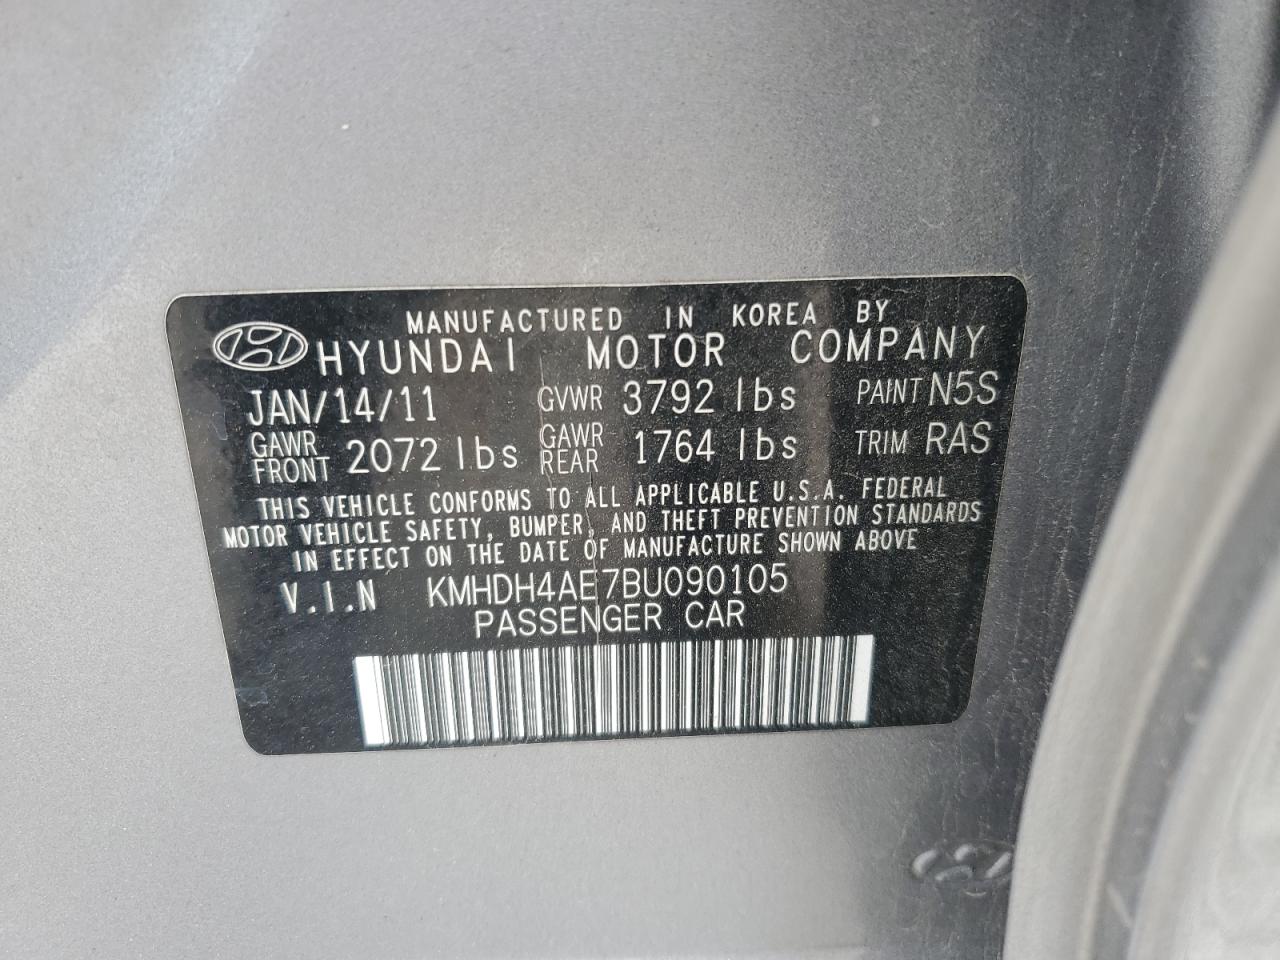 MANUFACTURED IN KOREA BY
HYUNDAI MOTOR COMPANY
JAN/14/11 GVWR 3792 lbs PAINT N5S
GAWR FRONT 2072 lbs GAWR REAR 1764 lbs TRIM RAS
THIS VEHICLE CONFORMS TO ALL APPLICABLE U.S.A. FEDERAL
MOTOR VEHICLE SAFETY, BUMPER, AND THEFT PREVENTION STANDARDS
IN EFFECT ON THE DATE OF MANUFACTURE SHOWN ABOVE
V.I.N KMHDH4AE7BU090105
PASSENGER CAR